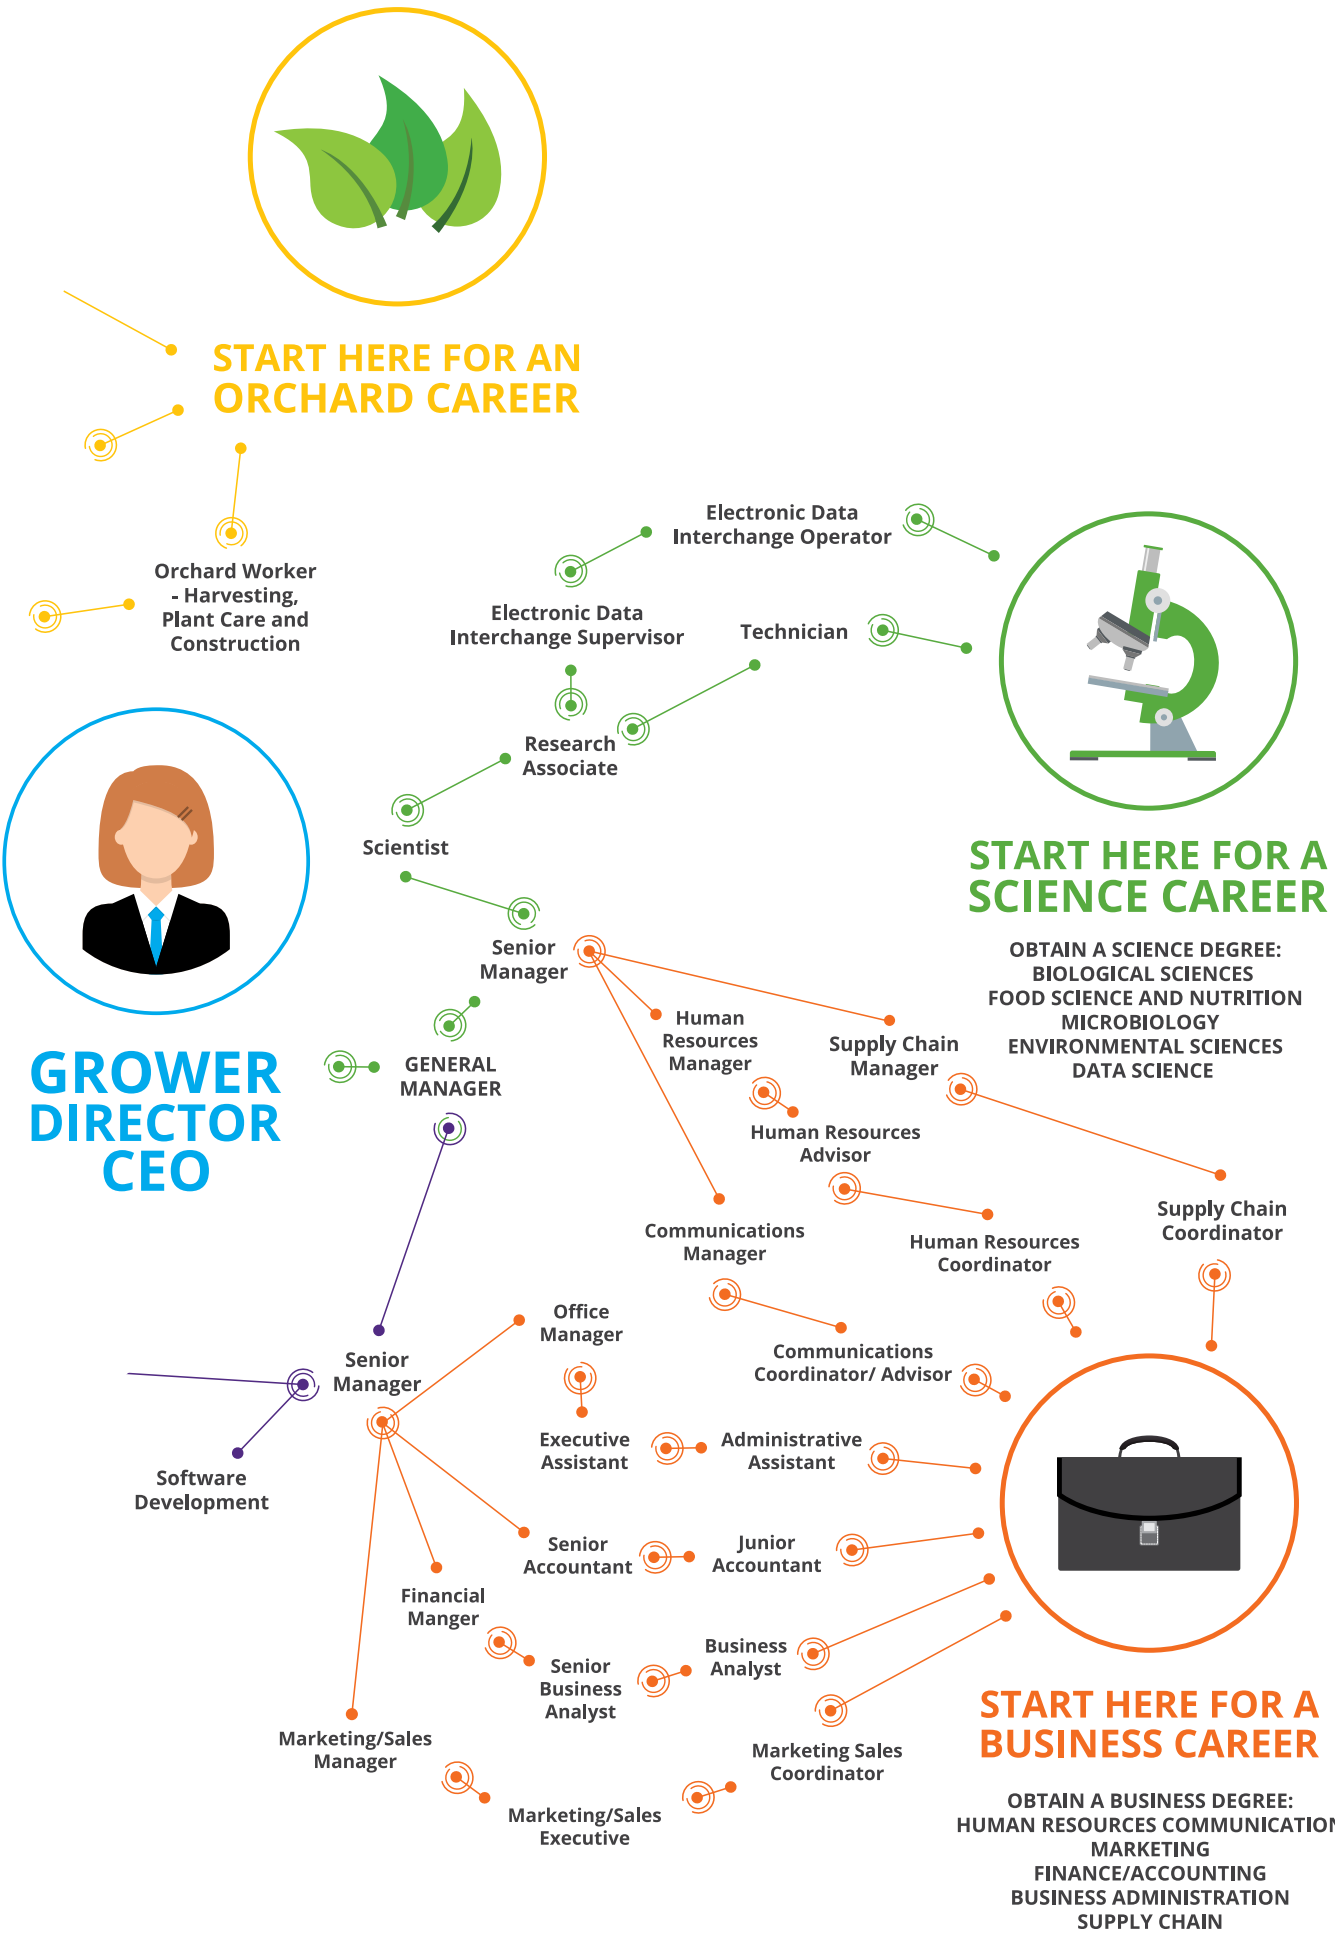 START HERE FOR AN
ORCHARD CAREER
Orchard Worker
- Harvesting,
Plant Care and
Construction
Electronic Data
Interchange Operator
Electronic Data
Interchange Supervisor
Technician
Research
Associate
Scientist
START HERE FOR A
SCIENCE CAREER
OBTAIN A SCIENCE DEGREE:
BIOLOGICAL SCIENCES
FOOD SCIENCE AND NUTRITION
MICROBIOLOGY
ENVIRONMENTAL SCIENCES
DATA SCIENCE
Senior
Manager
GENERAL
MANAGER
GROWER
DIRECTOR
CEO
Human
Resources
Manager
Supply Chain
Manager
Human Resources
Advisor
Communications
Manager
Human Resources
Coordinator
Supply Chain
Coordinator
Office
Manager
Senior
Manager
Communications
Coordinator/ Advisor
Executive
Assistant
Administrative
Assistant
Software
Development
Senior
Accountant
Junior
Accountant
Financial
Manger
Senior
Business
Analyst
Business
Analyst
Marketing/Sales
Manager
Marketing Sales
Coordinator
Marketing/Sales
Executive
START HERE FOR A
BUSINESS CAREER
OBTAIN A BUSINESS DEGREE:
HUMAN RESOURCES COMMUNICATION
MARKETING
FINANCE/ACCOUNTING
BUSINESS ADMINISTRATION
SUPPLY CHAIN